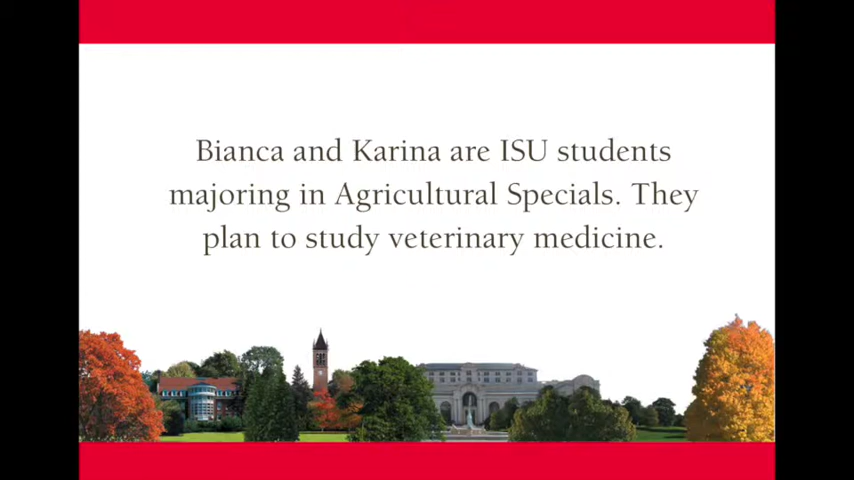 Bianca and Karina are ISU students
majoring in Agricultural Specials. They
plan to study veterinary medicine.